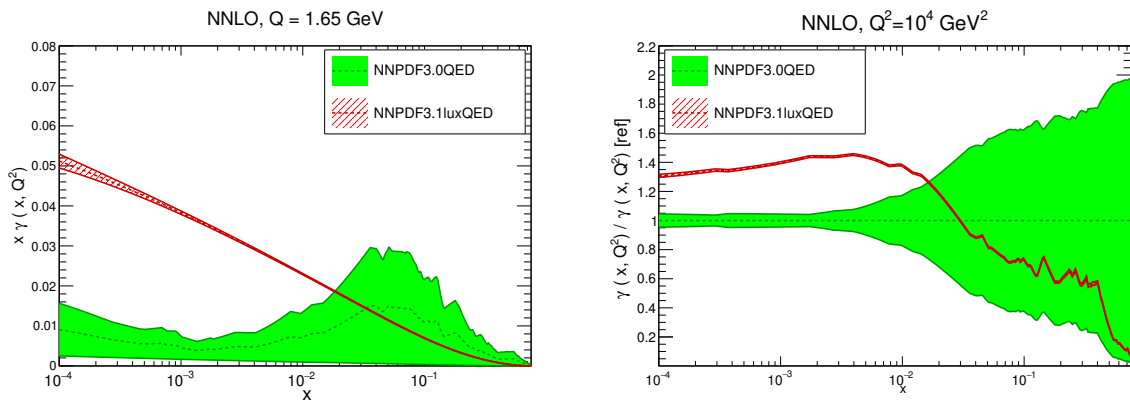 NNLO, Q = 1.65 GeV
x γ ( x, Q²)
0.08
0.07
0.06
0.05
0.04
0.03
0.02
0.01
0
NNPDF3.0QED
NNPDF3.1luxQED
10⁻⁴
10⁻³
10⁻²
10⁻¹
x
NNLO, Q²=10⁴ GeV²
γ ( x, Q²) / γ ( x, Q²) [ref]
2.2
2
1.8
1.6
1.4
1.2
1
0.8
0.6
0.4
0.2
NNPDF3.0QED
NNPDF3.1luxQED
10⁻⁴
10⁻³
10⁻²
10⁻¹
x